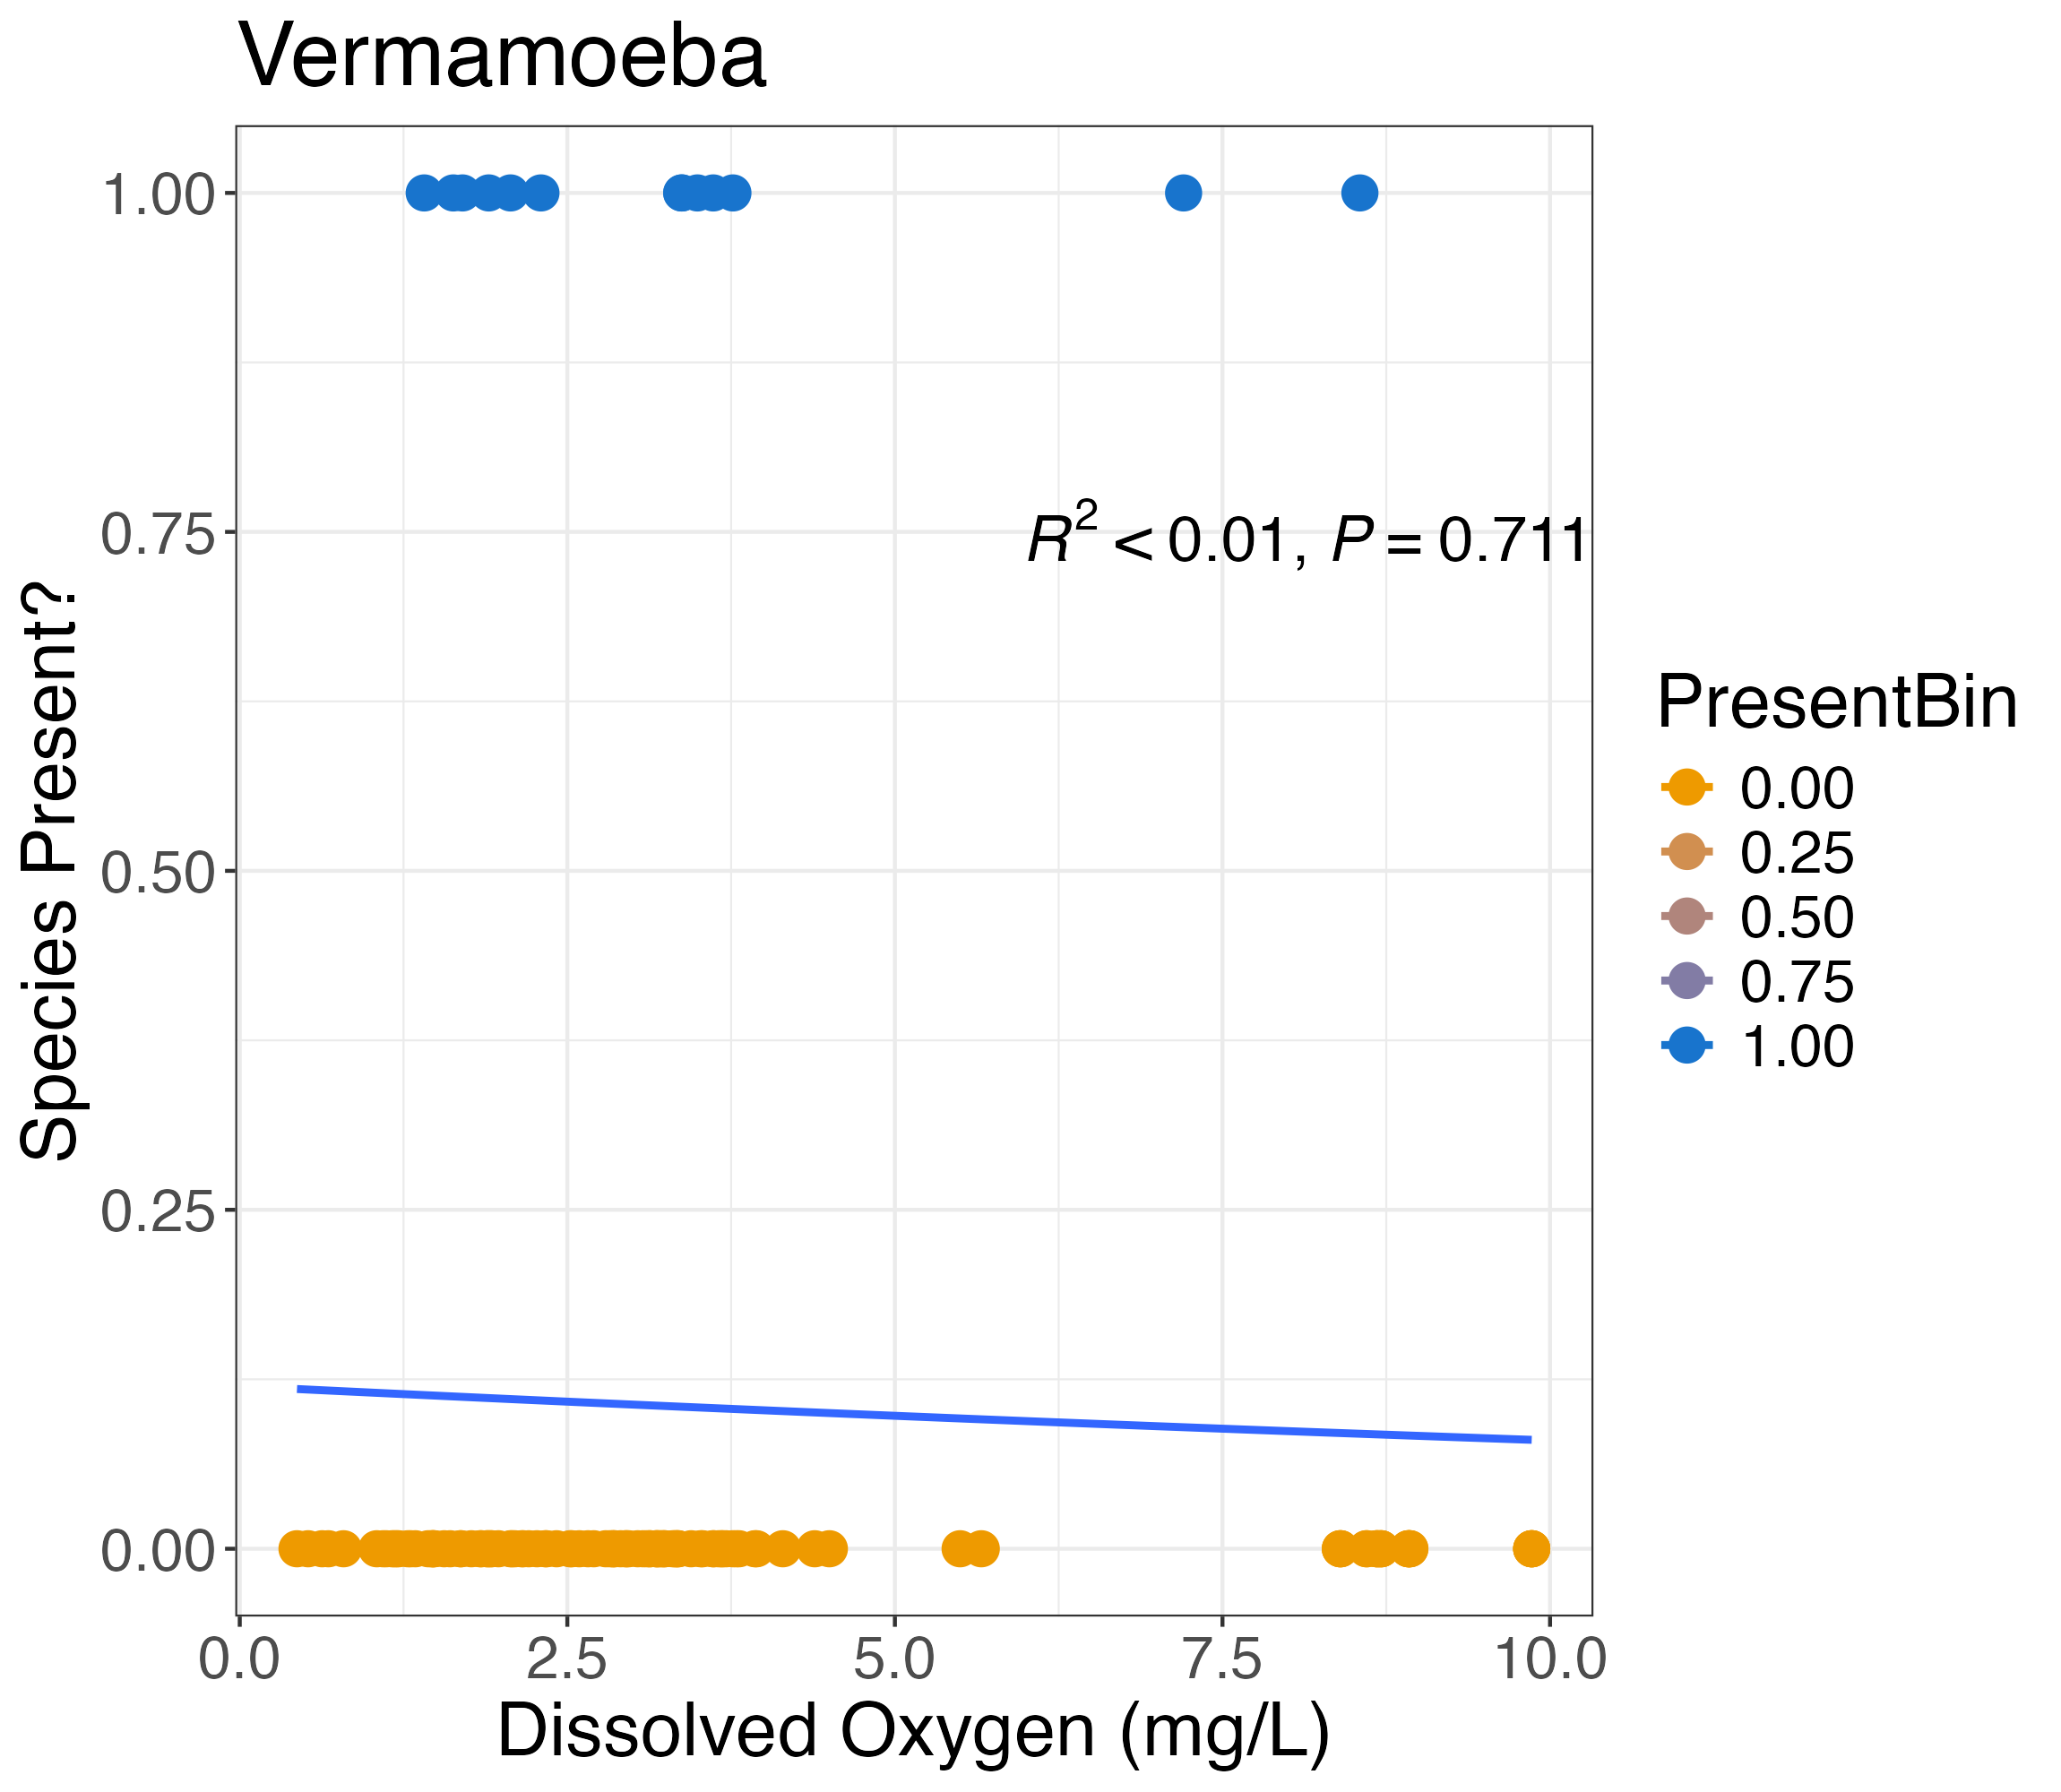 Vermamoeba
1.00
0.75
0.50
0.25
0.00
Species Present?
R² < 0.01, P = 0.711
0.0 2.5 5.0 7.5 10.0
Dissolved Oxygen (mg/L)
PresentBin
0.00
0.25
0.50
0.75
1.00